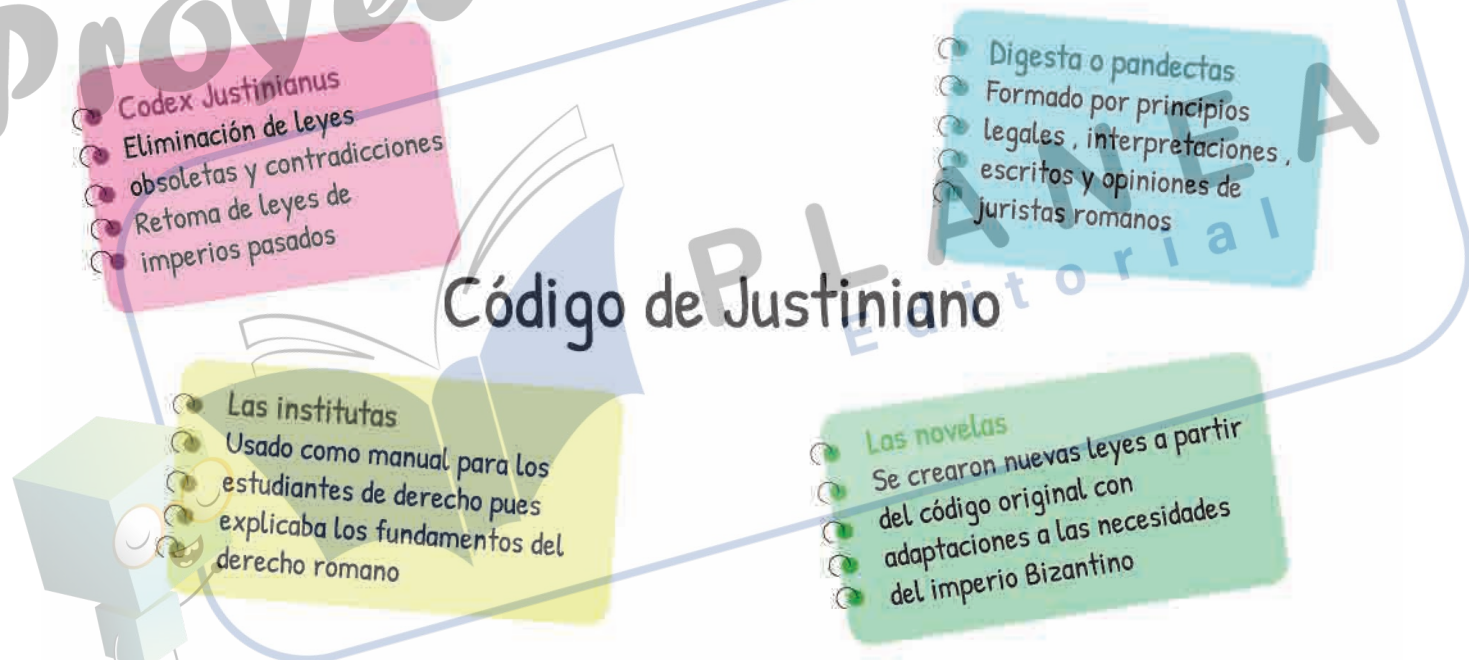 Codex Justinianus
Eliminación de leyes
obsoletas y contradicciones
Retoma de leyes de
imperios pasados
Digesta o pandectas
Formado por principios
legales , interpretaciones ,
escritos y opiniones de
juristas romanos
Código de Justiniano
Las institutas
Usado como manual para los
estudiantes de derecho pues
explicaba los fundamentos del
derecho romano
Las novelas
Se crearon nuevas leyes a partir
del código original con
adaptaciones a las necesidades
del imperio Bizantino
PLANEA
Editorial